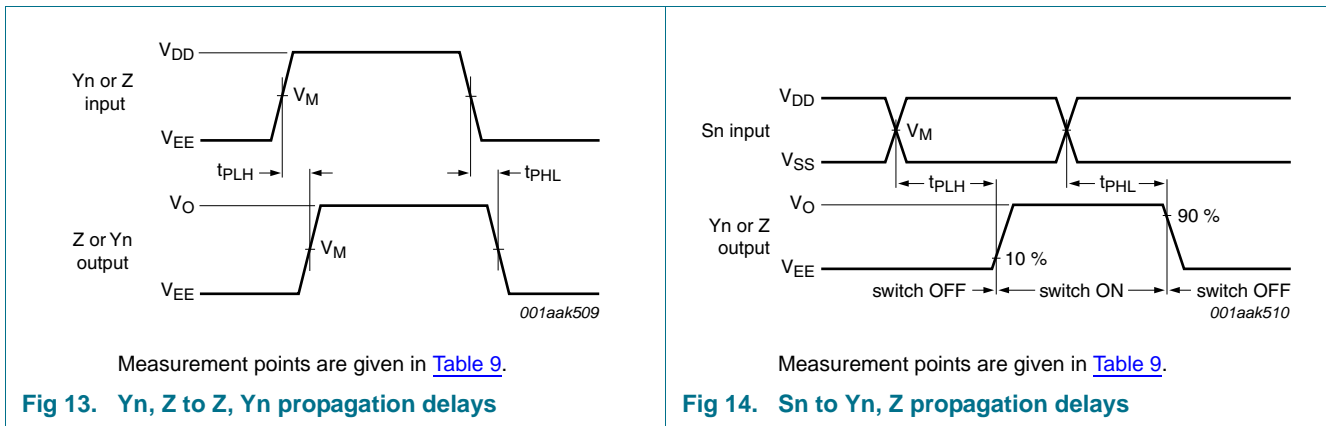 VDD
Yn or Z
input
VM
VEE
tPLH
tPHL
VO
Z or Yn
output
VM
VEE
001aak509
Measurement points are given in Table 9.
Fig 13. Yn, Z to Z, Yn propagation delays
VDD
Sn input
VM
VSS
tPLH
tPHL
VO
Yn or Z
output
90 %
10 %
VEE
switch OFF
switch ON
switch OFF
001aak510
Measurement points are given in Table 9.
Fig 14. Sn to Yn, Z propagation delays